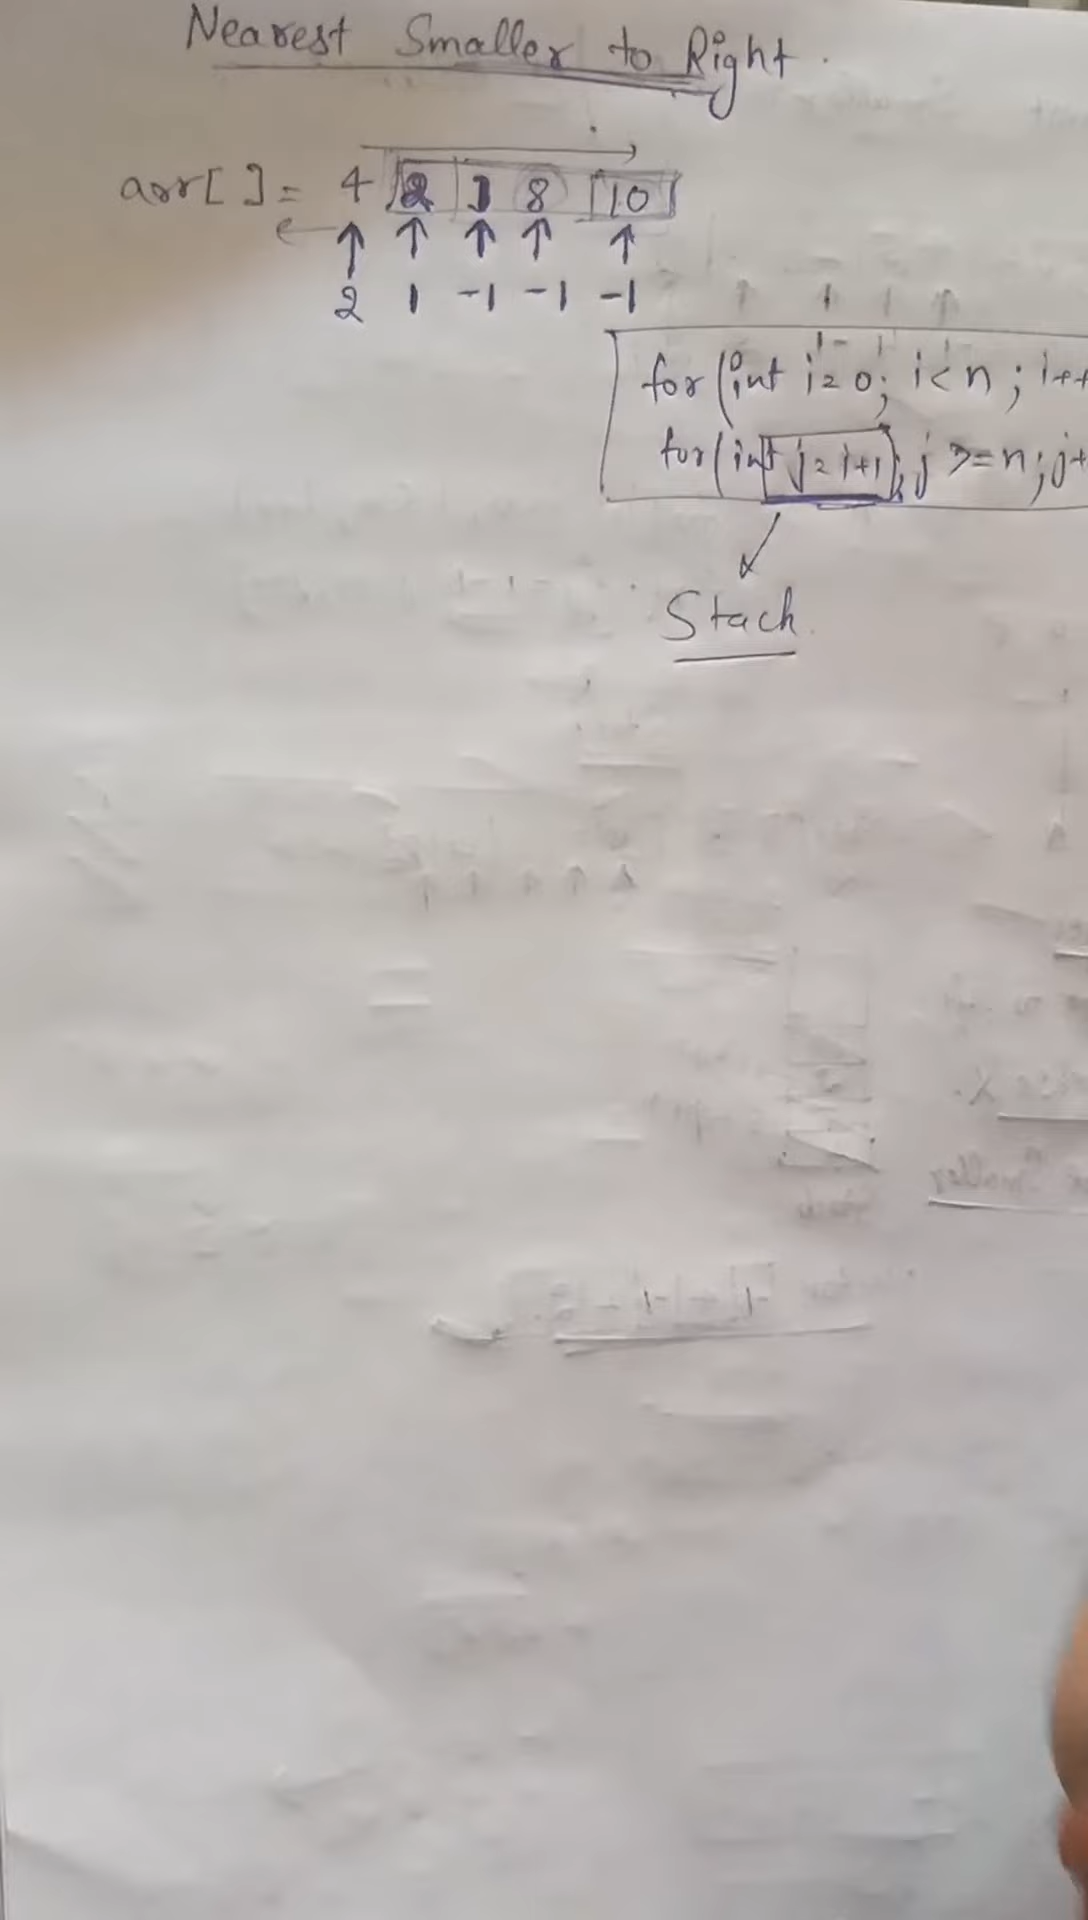 Nearest Smaller to Right.
arr[ ] = 4 2 1 8 10
2 1 -1 -1 -1
for(int i=0; i<n; i++
for(int j=i+1; j>=n; j+
Stack